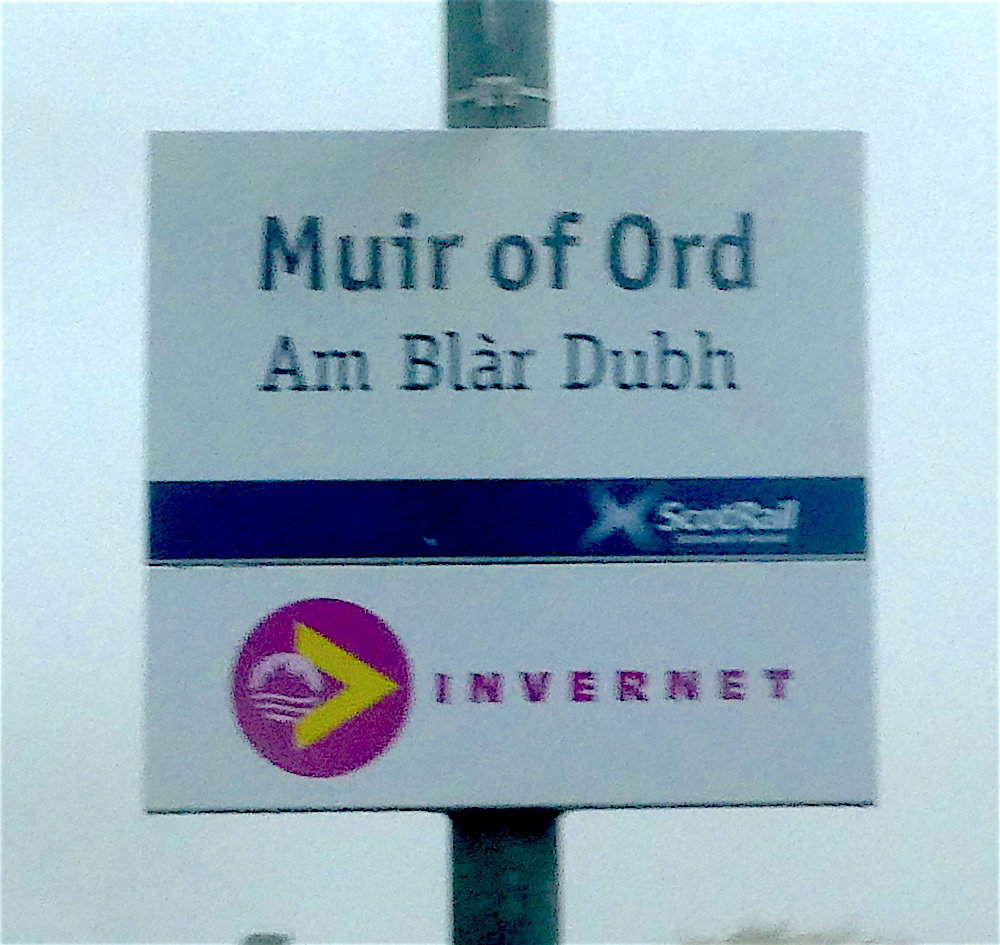 Muir of Ord
Am Blàr Dubh
ScotRail
INVERNET